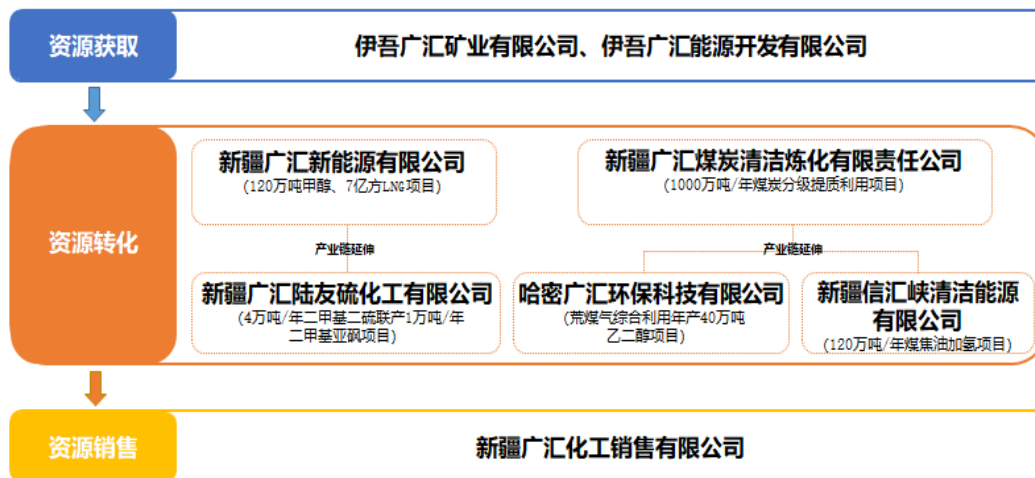 资源获取
伊吾广汇矿业有限公司、伊吾广汇能源开发有限公司
资源转化
新疆广汇新能源有限公司
(120万吨甲醇、7亿方LNG项目)
新疆广汇煤炭清洁炼化有限责任公司
(1000万吨/年煤炭分级提质利用项目)
产业链延伸
产业链延伸
新疆广汇陆友硫化工有限公司
(4万吨/年二甲基二硫联产1万吨/年
二甲基亚砜项目)
哈密广汇环保科技有限公司
(荒煤气综合利用年产40万吨
乙二醇项目)
新疆信汇峡清洁能源
有限公司
(120万吨/年煤焦油加氢项目)
资源销售
新疆广汇化工销售有限公司